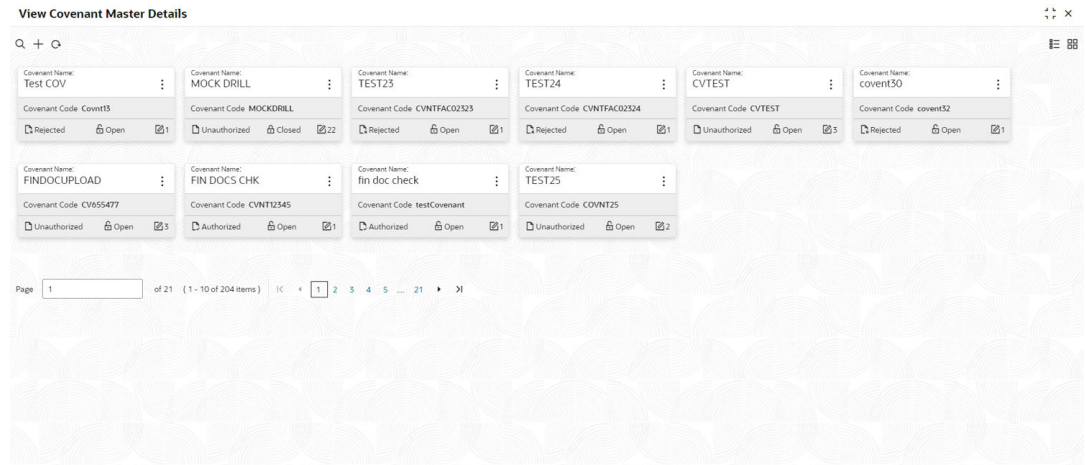 View Covenant Master Details
Covenant Name: Covenant Name: Covenant Name: Covenant Name: Covenant Name: Covenant Name:
Test COV MOCK DRILL TEST23 TEST24 CVTEST covent30
Covenant Code Covnt13 Covenant Code MOCKDRILL Covenant Code CVNTFAC02323 Covenant Code CVNTFAC02324 Covenant Code CVTEST Covenant Code covent32
Rejected Open 1 Unauthorized Closed 22 Rejected Open 1 Rejected Open 1 Unauthorized Open 3 Rejected Open 1
Covenant Name: Covenant Name: Covenant Name: Covenant Name:
FINDOCUPLOAD FIN DOCS CHK fin doc check TEST25
Covenant Code CV655477 Covenant Code CVNT12345 Covenant Code testCovenant Covenant Code COVNT25
Unauthorized Open 3 Authorized Open 1 Authorized Open 1 Unauthorized Open 2
Page 1 of 21 (1 - 10 of 204 items) 1 2 3 4 5 ... 21